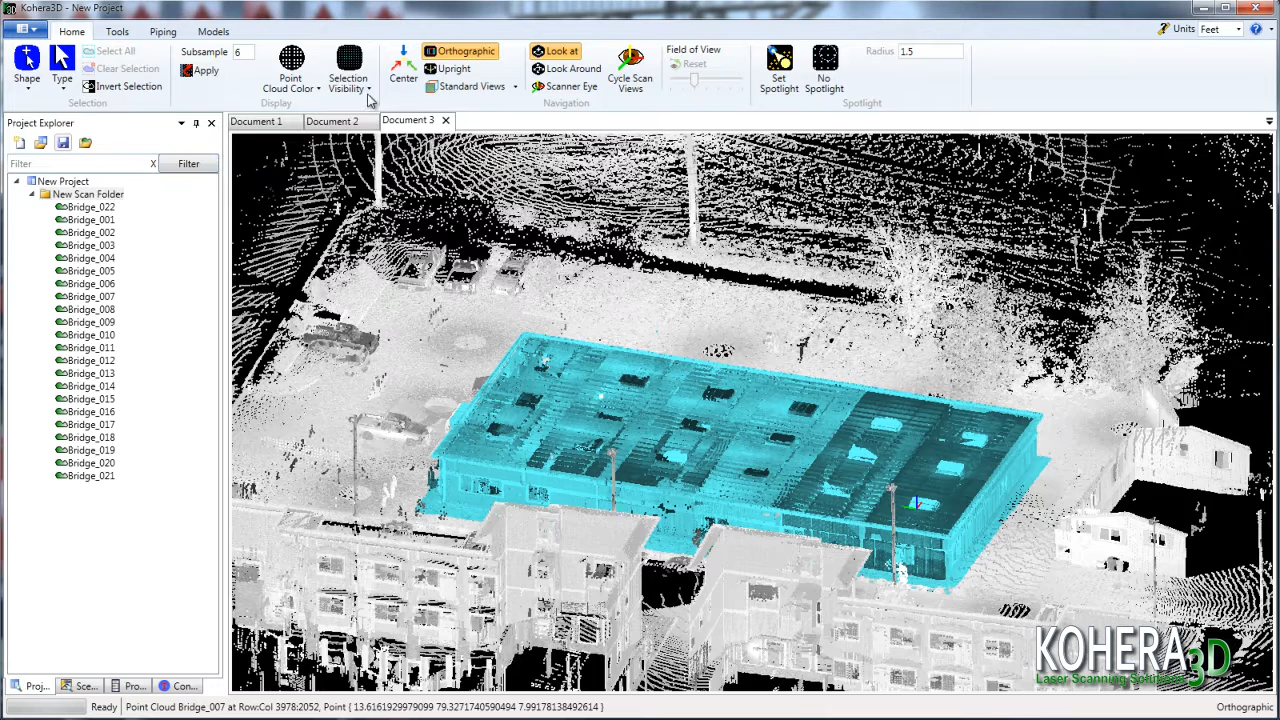 Kohera3D - New Project
Home Tools Piping Models
Units Feet
Shape
Type
Select All
Clear Selection
Invert Selection
Selection
Subsample 6
Apply
Point
Cloud Color
Selection
Visibility
Display
Center
Orthographic
Upright
Standard Views
Look at
Look Around
Scanner Eye
Cycle Scan
Views
Navigation
Field of View
Reset
Set
Spotlight
No
Spotlight
Radius 1.5
Spotlight
Project Explorer
Document 1 Document 2 Document 3 X
Filter X Filter
New Project
New Scan Folder
Bridge_022
Bridge_001
Bridge_002
Bridge_003
Bridge_004
Bridge_005
Bridge_006
Bridge_007
Bridge_008
Bridge_009
Bridge_010
Bridge_011
Bridge_012
Bridge_013
Bridge_014
Bridge_015
Bridge_016
Bridge_017
Bridge_018
Bridge_019
Bridge_020
Bridge_021
KOHERA3D
Laser Scanning Solutions
Proj... Sce... Pro... Con...
Ready Point Cloud Bridge_007 at Row:Col 3978:2052, Point { 13.6161929979099 79.3271740590494 7.99178138492614 } Orthographic